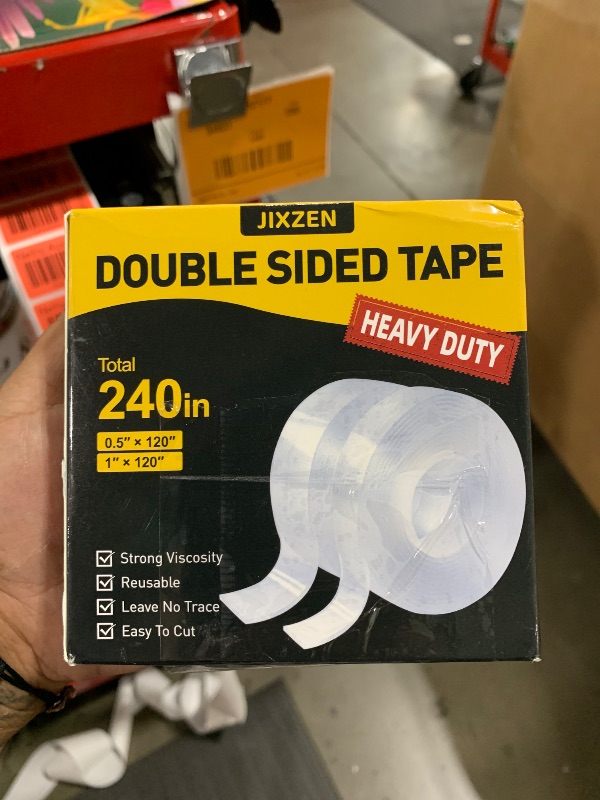 JIXZEN
DOUBLE SIDED TAPE
HEAVY DUTY
Total
240in
0.5" × 120"
1" × 120"
Strong Viscosity
Reusable
Leave No Trace
Easy To Cut